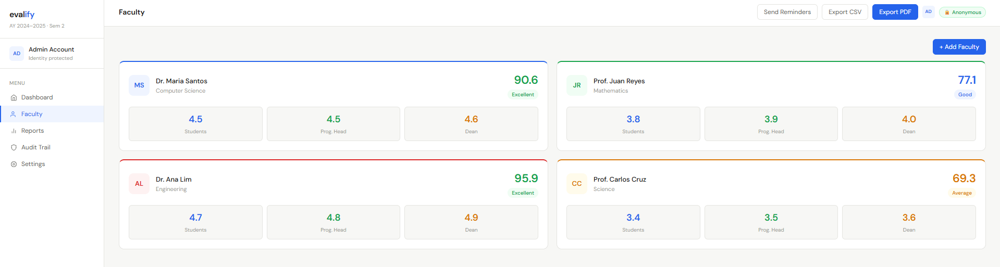 evalify
AY 2024–2025 · Sem 2
AD
Admin Account
Identity protected
MENU
Dashboard
Faculty
Reports
Audit Trail
Settings
Faculty
Send Reminders
Export CSV
Export PDF
AD
Anonymous
+ Add Faculty
MS
Dr. Maria Santos
Computer Science
90.6
Excellent
4.5
Students
4.5
Prog. Head
4.6
Dean
JR
Prof. Juan Reyes
Mathematics
77.1
Good
3.8
Students
3.9
Prog. Head
4.0
Dean
AL
Dr. Ana Lim
Engineering
95.9
Excellent
4.7
Students
4.8
Prog. Head
4.9
Dean
CC
Prof. Carlos Cruz
Science
69.3
Average
3.4
Students
3.5
Prog. Head
3.6
Dean